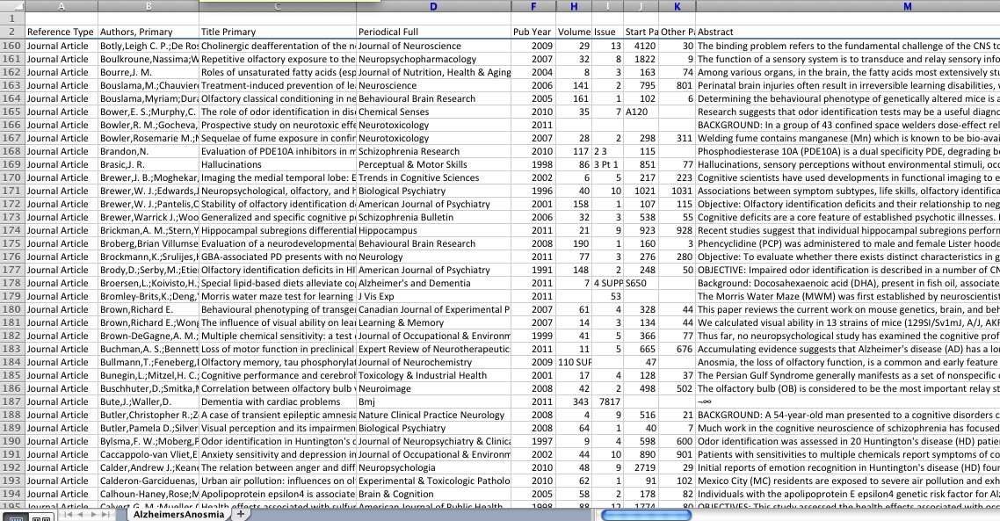 A B C D F H I J K M
1
2 Reference Type Authors, Primary Title Primary Periodical Full Pub Year Volume Issue Start Pa Other Pa Abstract
160 Journal Article Botly,Leigh C. P.;De Ros Cholinergic deafferentation of the n Journal of Neuroscience 2009 29 13 4120 30 The binding problem refers to the fundamental challenge of the CNS to
161 Journal Article Boulkroune,Nassima;W Repetitive olfactory exposure to the Neuropsychopharmacology 2007 32 8 1822 9 The function of a sensory system is to transduce and relay sensory info
162 Journal Article Bourre,J. M. Roles of unsaturated fatty acids (esp Journal of Nutrition, Health & Aging 2004 8 3 163 74 Among various organs, in the brain, the fatty acids most extensively stu
163 Journal Article Bouslama,M.;Chauvier Treatment-induced prevention of le Neuroscience 2006 141 2 795 801 Perinatal brain injuries often result in irreversible learning disabilities,
164 Journal Article Bouslama,Myriam;Dura Olfactory classical conditioning in ne Behavioural Brain Research 2005 161 1 102 6 Determining the behavioural phenotype of genetically altered mice is a
165 Journal Article Bower,E. S.;Murphy,C. The role of odor identification in dis Chemical Senses 2010 35 7 A120 Research suggests that odor identification tests may be a useful diagno
166 Journal Article Bowler,R. M.;Gocheva, Prospective study on neurotoxic effe Neurotoxicology 2011 BACKGROUND: In a group of 43 confined space welders dose-effect rel
167 Journal Article Bowler,Rosemarie M.;N Sequelae of fume exposure in confin Neurotoxicology 2007 28 2 298 311 Welding fume contains manganese (Mn) which is known to be bio-avai
168 Journal Article Brandon,N. Evaluation of PDE10A inhibitors in m Schizophrenia Research 2010 117 2 3 115 Phosphodiesterase 10A (PDE10A) is a dual specificity PDE, degrading b
169 Journal Article Brasic,J. R. Hallucinations Perceptual & Motor Skills 1998 86 3 Pt 1 851 77 Hallucinations, sensory perceptions without environmental stimuli, occ
170 Journal Article Brewer,J. B.;Moghekar, Imaging the medial temporal lobe: E Trends in Cognitive Sciences 2002 6 5 217 223 Cognitive scientists have used developments in functional imaging to e
171 Journal Article Brewer,W. J.;Edwards,J Neuropsychological, olfactory, and h Biological Psychiatry 1996 40 10 1021 1031 Associations between symptom subtypes, life skills, olfactory identifica
172 Journal Article Brewer,W. J.;Pantelis,C Stability of olfactory identification d American Journal of Psychiatry 2001 158 1 107 115 Objective: Olfactory identification deficits and their relationship to neg
173 Journal Article Brewer,Warrick J.;Woo Generalized and specific cognitive p Schizophrenia Bulletin 2006 32 3 538 55 Cognitive deficits are a core feature of established psychotic illnesses. I
174 Journal Article Brickman,A. M.;Stern,Y Hippocampal subregions differential Hippocampus 2011 21 9 923 928 Recent studies suggest that individual hippocampal subregions perform
175 Journal Article Broberg,Brian Villumse Evaluation of a neurodevelopmental Behavioural Brain Research 2008 190 1 160 3 Phencyclidine (PCP) was administered to male and female Lister hoode
176 Journal Article Brockmann,K.;Srulijes,K GBA-associated PD presents with no Neurology 2011 77 3 276 280 Objective: To evaluate whether there exists distinct characteristics in g
177 Journal Article Brody,D.;Serby,M.;Etien Olfactory identification deficits in HI American Journal of Psychiatry 1991 148 2 248 50 OBJECTIVE: Impaired odor identification is described in a number of CN
178 Journal Article Broersen,L.;Koivisto,H.; Special lipid-based diets alleviate co Alzheimer's and Dementia 2011 7 4 SUPP S650 Background: Docosahexaenoic acid (DHA), present in fish oil, associate
179 Journal Article Bromley-Brits,K.;Deng,Y Morris water maze test for learning J Vis Exp 2011 53 The Morris Water Maze (MWM) was first established by neuroscientist
180 Journal Article Brown,Richard E. Behavioural phenotyping of transgen Canadian Journal of Experimental P 2007 61 4 328 44 This paper reviews the current work on mouse genetics, brain, and beh
181 Journal Article Brown,Richard E.;Wong The influence of visual ability on lea Learning & Memory 2007 14 3 134 44 We calculated visual ability in 13 strains of mice (129SI/Sv1mJ, A/J, AKR
182 Journal Article Brown-DeGagne,A. M.; Multiple chemical sensitivity: a test Journal of Occupational & Environm 1999 41 5 366 77 Thus far, no neuropsychological study has examined the cognitive prof
183 Journal Article Buchman,A. S.;Bennett Loss of motor function in preclinical Expert Review of Neurotherapeutic 2011 11 5 665 676 Accumulating evidence suggests that Alzheimer's disease (AD) has a lo
184 Journal Article Bullmann,T.;Feneberg,I Olfactory memory, tau phosphorylat Journal of Neurochemistry 2009 110 SUP 47 Anosmia, the loss of olfactory function, is a common and early feature
185 Journal Article Bunegin,L.;Mitzel,H. C.; Cognitive performance and cerebroh Toxicology & Industrial Health 2001 17 4 128 37 The Persian Gulf Syndrome generally manifests as a set of nonspecific
186 Journal Article Buschhuter,D.;Smitka,M Correlation between olfactory bulb v Neuroimage 2008 42 2 498 502 The olfactory bulb (OB) is considered to be the most important relay st
187 Journal Article Bute,J.;Waller,D. Dementia with cardiac problems Bmj 2011 343 7817 ¬∞
188 Journal Article Butler,Christopher R.;Z A case of transient epileptic amnesia Nature Clinical Practice Neurology 2008 4 9 516 21 BACKGROUND: A 54-year-old man presented to a cognitive disorders c
189 Journal Article Butler,Pamela D.;Silver Visual perception and its impairmen Biological Psychiatry 2008 64 1 40 7 Much work in the cognitive neuroscience of schizophrenia has focused
190 Journal Article Bylsma,F. W.;Moberg,P Odor identification in Huntington's d Journal of Neuropsychiatry & Clinica 1997 9 4 598 600 Odor identification was assessed in 20 Huntington's disease (HD) patie
191 Journal Article Caccappolo-van Vliet,E Anxiety sensitivity and depression in Journal of Occupational & Environm 2002 44 10 890 901 Patients with sensitivities to multiple chemicals report symptoms of co
192 Journal Article Calder,Andrew J.;Keane The relation between anger and diff Neuropsychologia 2010 48 9 2719 29 Initial reports of emotion recognition in Huntington's disease (HD) foun
193 Journal Article Calderon-Garciduenas, Urban air pollution: influences on ol Experimental & Toxicologic Patholo 2010 62 1 91 102 Mexico City (MC) residents are exposed to severe air pollution and exh
194 Journal Article Calhoun-Haney,Rose;M Apolipoprotein epsilon4 is associate Brain & Cognition 2005 58 2 178 82 Individuals with the apolipoprotein E epsilon4 genetic risk factor for Alz
195 Journal Article Calvert,G. M.;Mueller,C Health effects associated with sulfur American Journal of Public Health 1998 88 12 1774 80 OBJECTIVES: This study assessed the health effects associated with occ
AlzheimersAnosmia